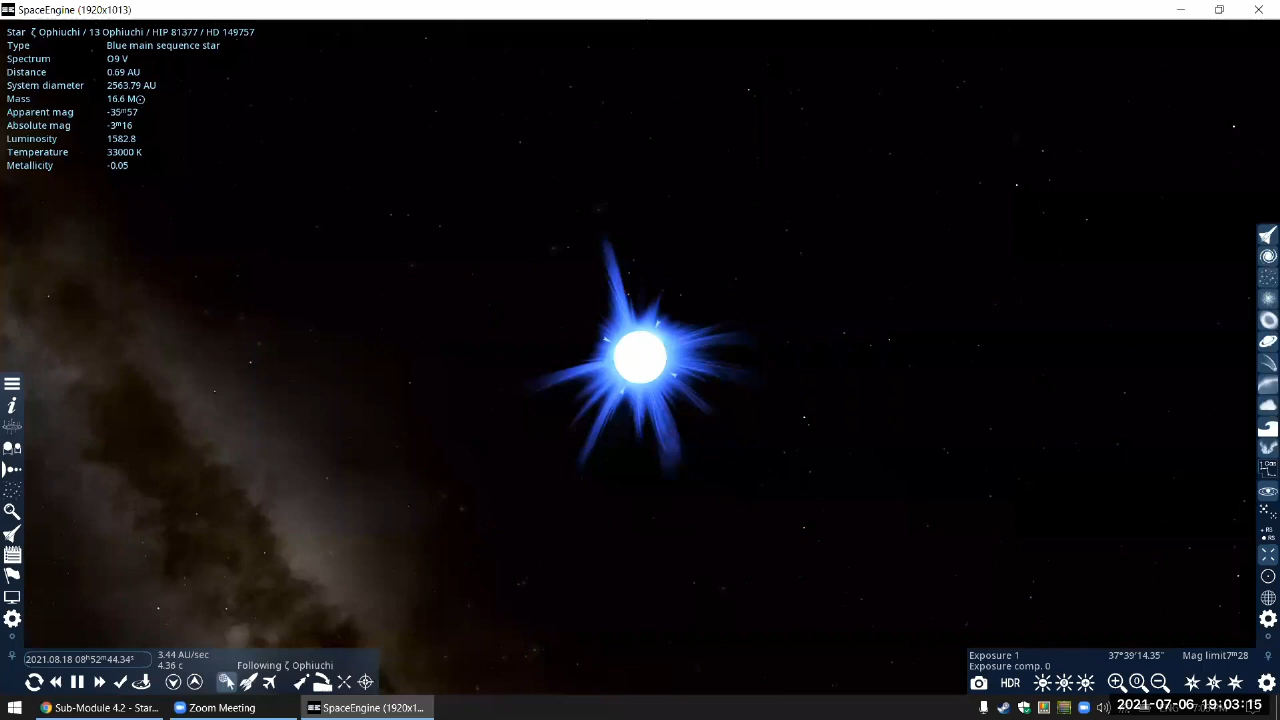 SpaceEngine (1920x1013)
Star ζ Ophiuchi / 13 Ophiuchi / HIP 81377 / HD 149757
Type Blue main sequence star
Spectrum O9 V
Distance 0.69 AU
System diameter 2563.79 AU
Mass 16.6 M☉
Apparent mag -35ᵐ57
Absolute mag -3ᵐ16
Luminosity 1582.8
Temperature 33000 K
Metallicity -0.05
2021.08.18 08ʰ52ᵐ44.34ˢ
3.44 AU/sec
4.36 c
Following ζ Ophiuchi
Exposure 1 37°39'14.35" Mag limit7ᵐ28
Exposure comp. 0
HDR
RS
RS
Sub-Module 4.2 - Star...
Zoom Meeting
SpaceEngine (1920x1...
2021-07-06 19:03:15